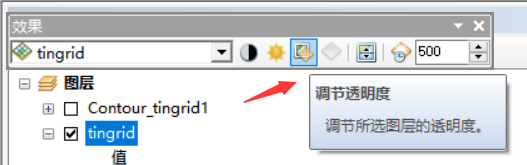 效果
tingrid
500
图层
调节透明度
Contour_tingrid1
调节所选图层的透明度。
tingrid
值